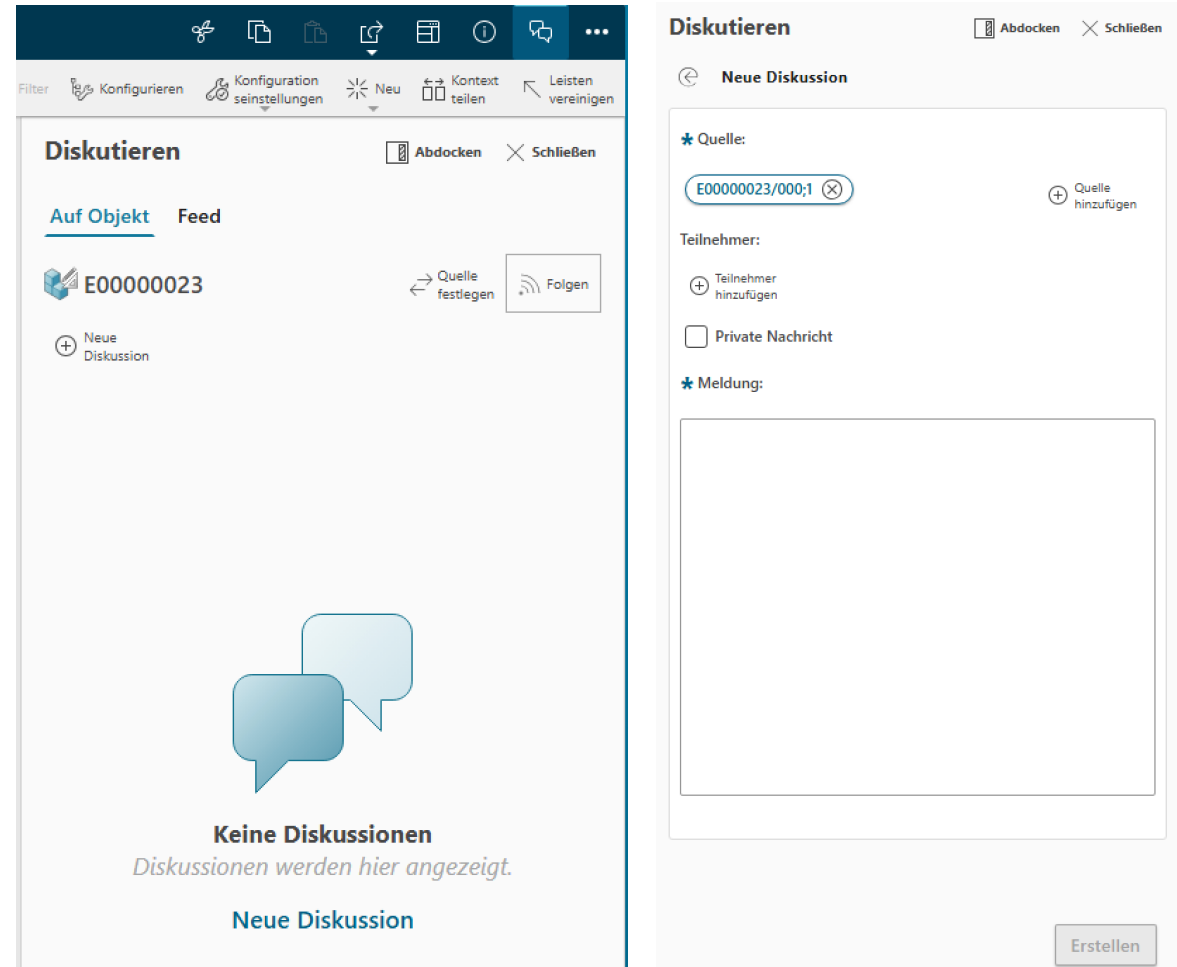 Filter
Konfigurieren
Konfiguration
seinstellungen
Neu
Kontext
teilen
Leisten
vereinigen
Diskutieren
Abdocken
Schließen
Auf Objekt
Feed
E00000023
Quelle
festlegen
Folgen
Neue
Diskussion
Keine Diskussionen
Diskussionen werden hier angezeigt.
Neue Diskussion
Diskutieren
Abdocken
Schließen
Neue Diskussion
* Quelle:
E00000023/000;1
Quelle
hinzufügen
Teilnehmer:
Teilnehmer
hinzufügen
Private Nachricht
* Meldung:
Erstellen